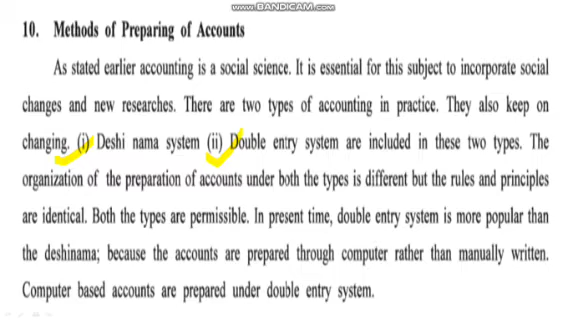 www.BANDICAM.com
10. Methods of Preparing of Accounts
As stated earlier accounting is a social science. It is essential for this subject to incorporate social
changes and new researches. There are two types of accounting in practice. They also keep on
changing. (i) Deshi nama system (ii) Double entry system are included in these two types. The
organization of the preparation of accounts under both the types is different but the rules and principles
are identical. Both the types are permissible. In present time, double entry system is more popular than
the deshinama; because the accounts are prepared through computer rather than manually written.
Computer based accounts are prepared under double entry system.